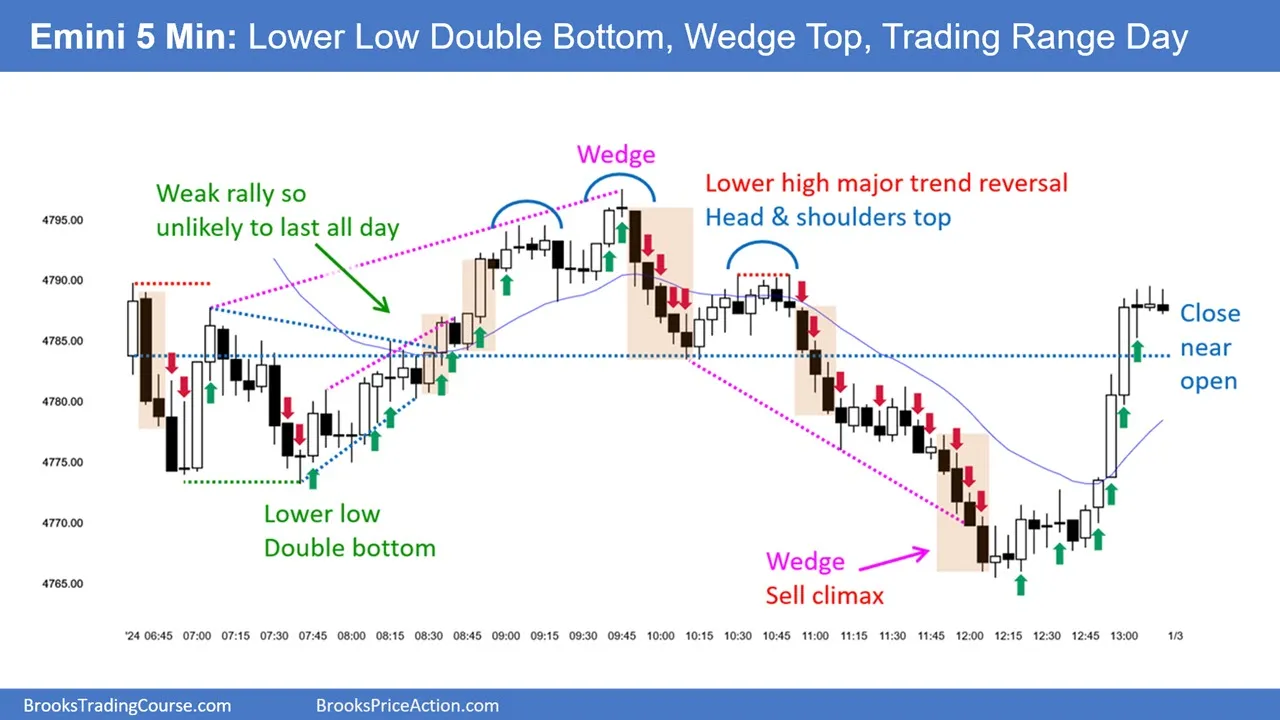 Emini 5 Min: Lower Low Double Bottom, Wedge Top, Trading Range Day
Wedge
Weak rally so
unlikely to last all day
Lower high major trend reversal
Head & shoulders top
4795.00
4790.00
4785.00
4780.00
4775.00
4770.00
4765.00
Close
near
open
Lower low
Double bottom
Wedge
Sell climax
'24 06:45 07:00 07:15 07:30 07:45 08:00 08:15 08:30 08:45 09:00 09:15 09:30 09:45 10:00 10:15 10:30 10:45 11:00 11:15 11:30 11:45 12:00 12:15 12:30 12:45 13:00 1/3
BrooksTradingCourse.com BrooksPriceAction.com